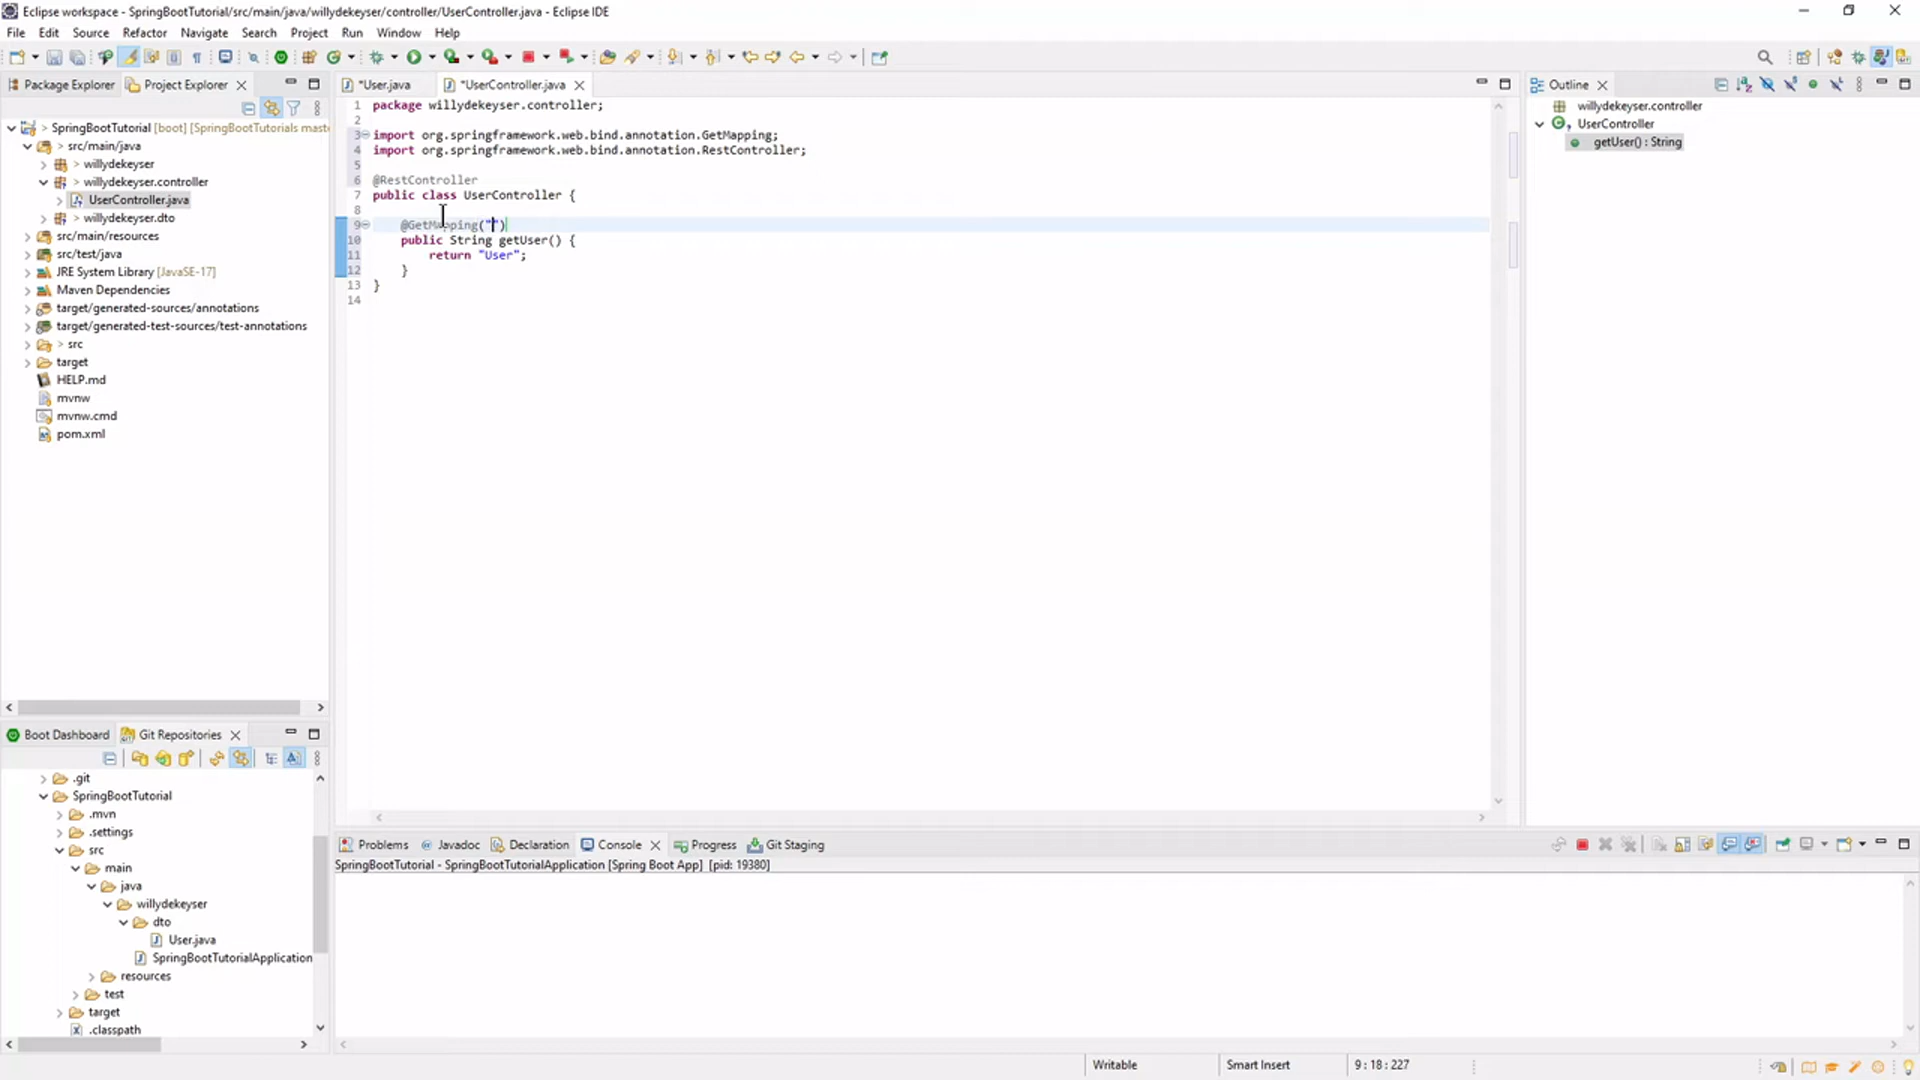 Eclipse workspace - SpringBootTutorial/src/main/java/willydekeyser/controller/UserController.java - Eclipse IDE
File Edit Source Refactor Navigate Search Project Run Window Help
Package Explorer Project Explorer
*User.java *UserController.java
Outline
SpringBootTutorial [boot] [SpringBootTutorials mast
> src/main/java
> willydekeyser
> willydekeyser.controller
UserController.java
> willydekeyser.dto
src/main/resources
src/test/java
JRE System Library [JavaSE-17]
Maven Dependencies
target/generated-sources/annotations
target/generated-test-sources/test-annotations
> src
target
HELP.md
mvnw
mvnw.cmd
pom.xml
1 package willydekeyser.controller;
2
3 import org.springframework.web.bind.annotation.GetMapping;
4 import org.springframework.web.bind.annotation.RestController;
5
6 @RestController
7 public class UserController {
8
9 @GetMapping("")
10 public String getUser() {
11 return "User";
12 }
13 }
14
willydekeyser.controller
UserController
getUser() : String
Boot Dashboard Git Repositories
.git
SpringBootTutorial
.mvn
.settings
src
main
java
willydekeyser
dto
User.java
SpringBootTutorialApplication
resources
test
target
.classpath
Problems Javadoc Declaration Console Progress Git Staging
SpringBootTutorial - SpringBootTutorialApplication [Spring Boot App] [pid: 19380]
Writable Smart Insert 9 : 18 : 227